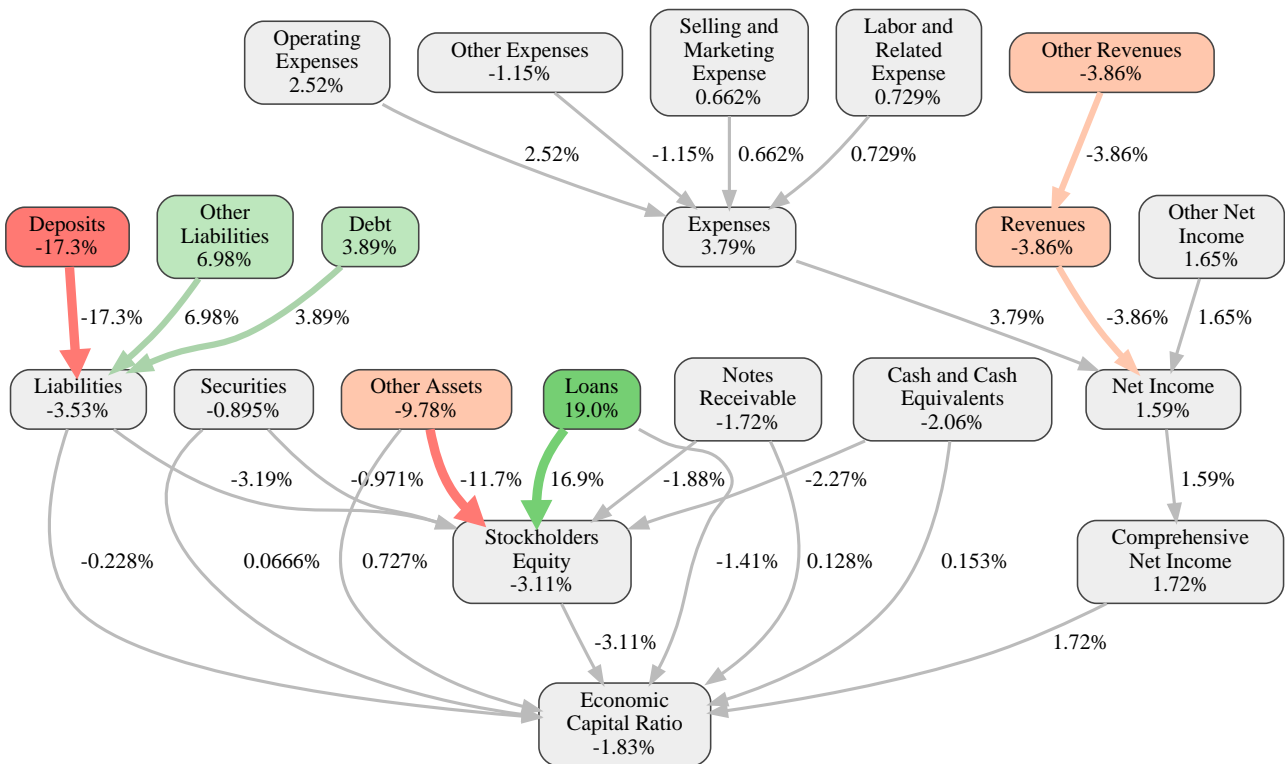 Operating
Expenses
2.52%
Other Expenses
-1.15%
Selling and
Marketing
Expense
0.662%
Labor and
Related
Expense
0.729%
Other Revenues
-3.86%
2.52%
-1.15%
0.662%
0.729%
-3.86%
Deposits
-17.3%
Other
Liabilities
6.98%
Debt
3.89%
Expenses
3.79%
Revenues
-3.86%
Other Net
Income
1.65%
-17.3%
6.98%
3.89%
3.79%
-3.86%
1.65%
Liabilities
-3.53%
Securities
-0.895%
Other Assets
-9.78%
Loans
19.0%
Notes
Receivable
-1.72%
Cash and Cash
Equivalents
-2.06%
Net Income
1.59%
-3.19%
-0.971%
-11.7%
16.9%
-1.88%
-2.27%
1.59%
-0.228%
0.0666%
0.727%
Stockholders
Equity
-3.11%
-1.41%
0.128%
0.153%
Comprehensive
Net Income
1.72%
-3.11%
1.72%
Economic
Capital Ratio
-1.83%